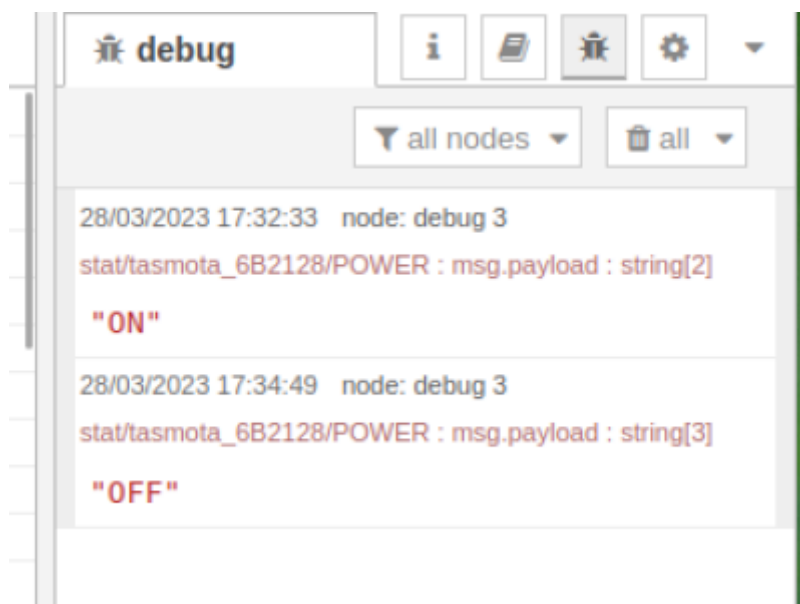 debug
all nodes
all
28/03/2023 17:32:33 node: debug 3
stat/tasmota_6B2128/POWER : msg.payload : string[2]
"ON"
28/03/2023 17:34:49 node: debug 3
stat/tasmota_6B2128/POWER : msg.payload : string[3]
"OFF"